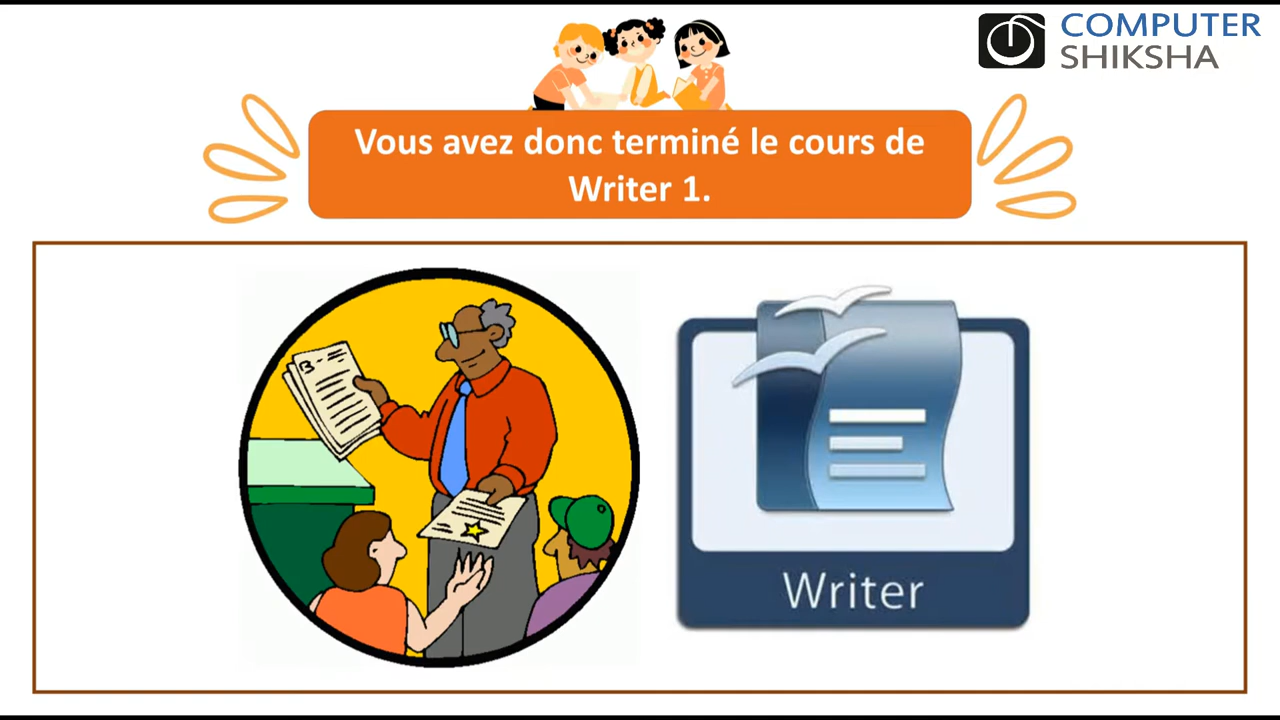 COMPUTER
SHIKSHA
Vous avez donc terminé le cours de
Writer 1.
B-
Writer